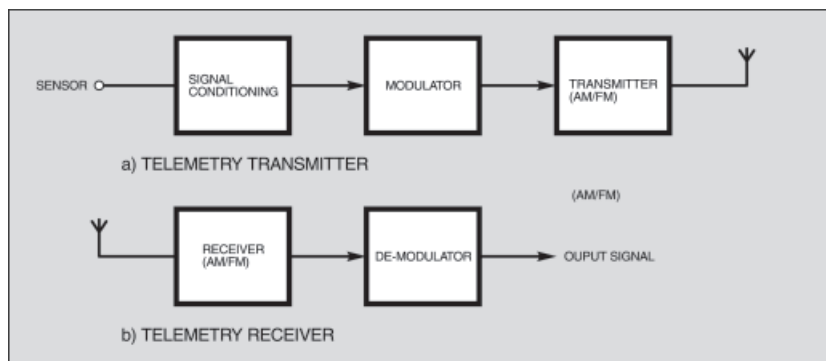 SENSOR
SIGNAL
CONDITIONING
MODULATOR
TRANSMITTER
(AM/FM)
a) TELEMETRY TRANSMITTER
(AM/FM)
RECEIVER
(AM/FM)
DE-MODULATOR
OUPUT SIGNAL
b) TELEMETRY RECEIVER